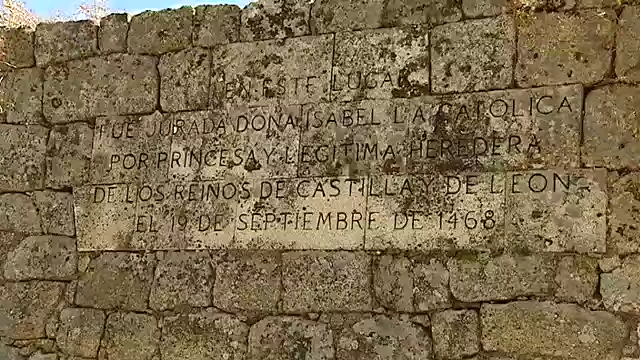 EN ESTE LUGAR
FUE JURADA DOÑA ISABEL LA CATOLICA
POR PRINCESA Y LEGITIMA HEREDERA
DE LOS REINOS DE CASTILLA Y DE LEON
EL 19 DE SEPTIEMBRE DE 1468